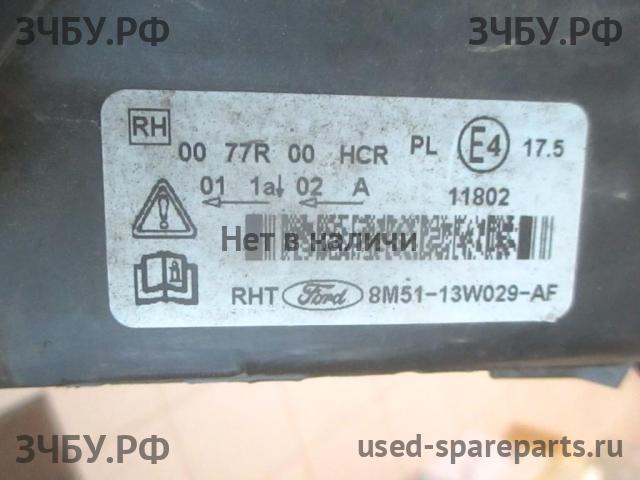 ЗЧБУ.РФ ЗЧБУ.РФ
RH 00 77R 00 HCR PL E4 17.5
01 1a↓ 02 A 11802
Нет в наличи
RHT Ford 8M51-13W029-AF
ЗЧБУ.РФ used-spareparts.ru